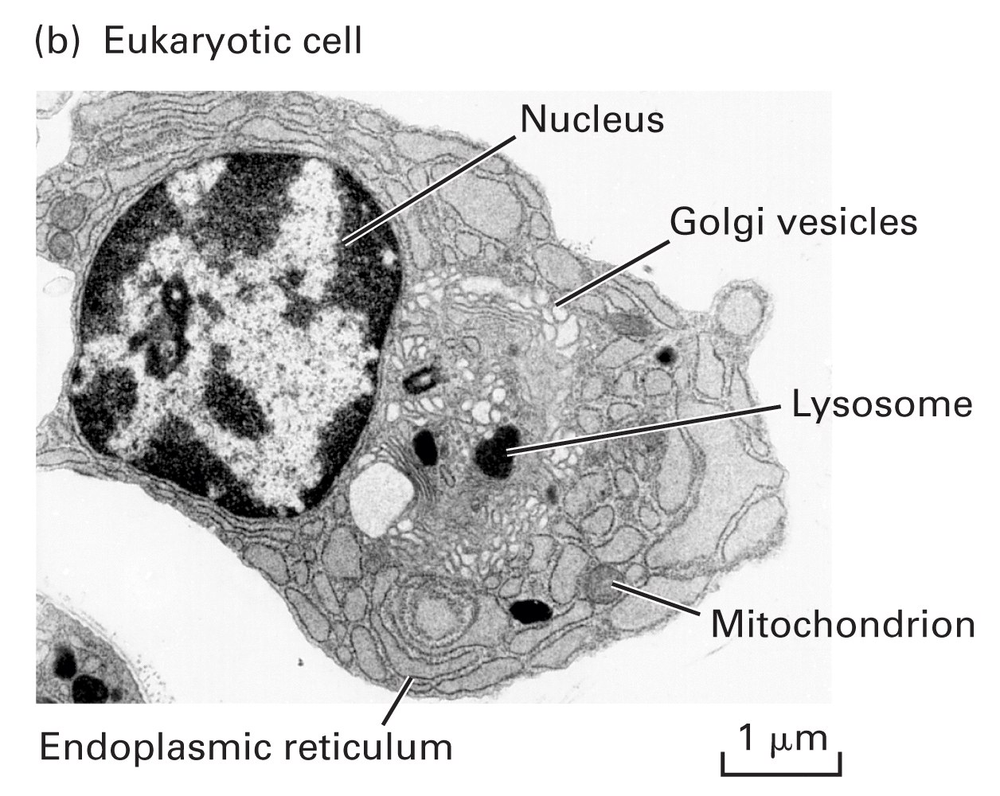 (b) Eukaryotic cell
Nucleus
Golgi vesicles
Lysosome
Mitochondrion
Endoplasmic reticulum
1 μm